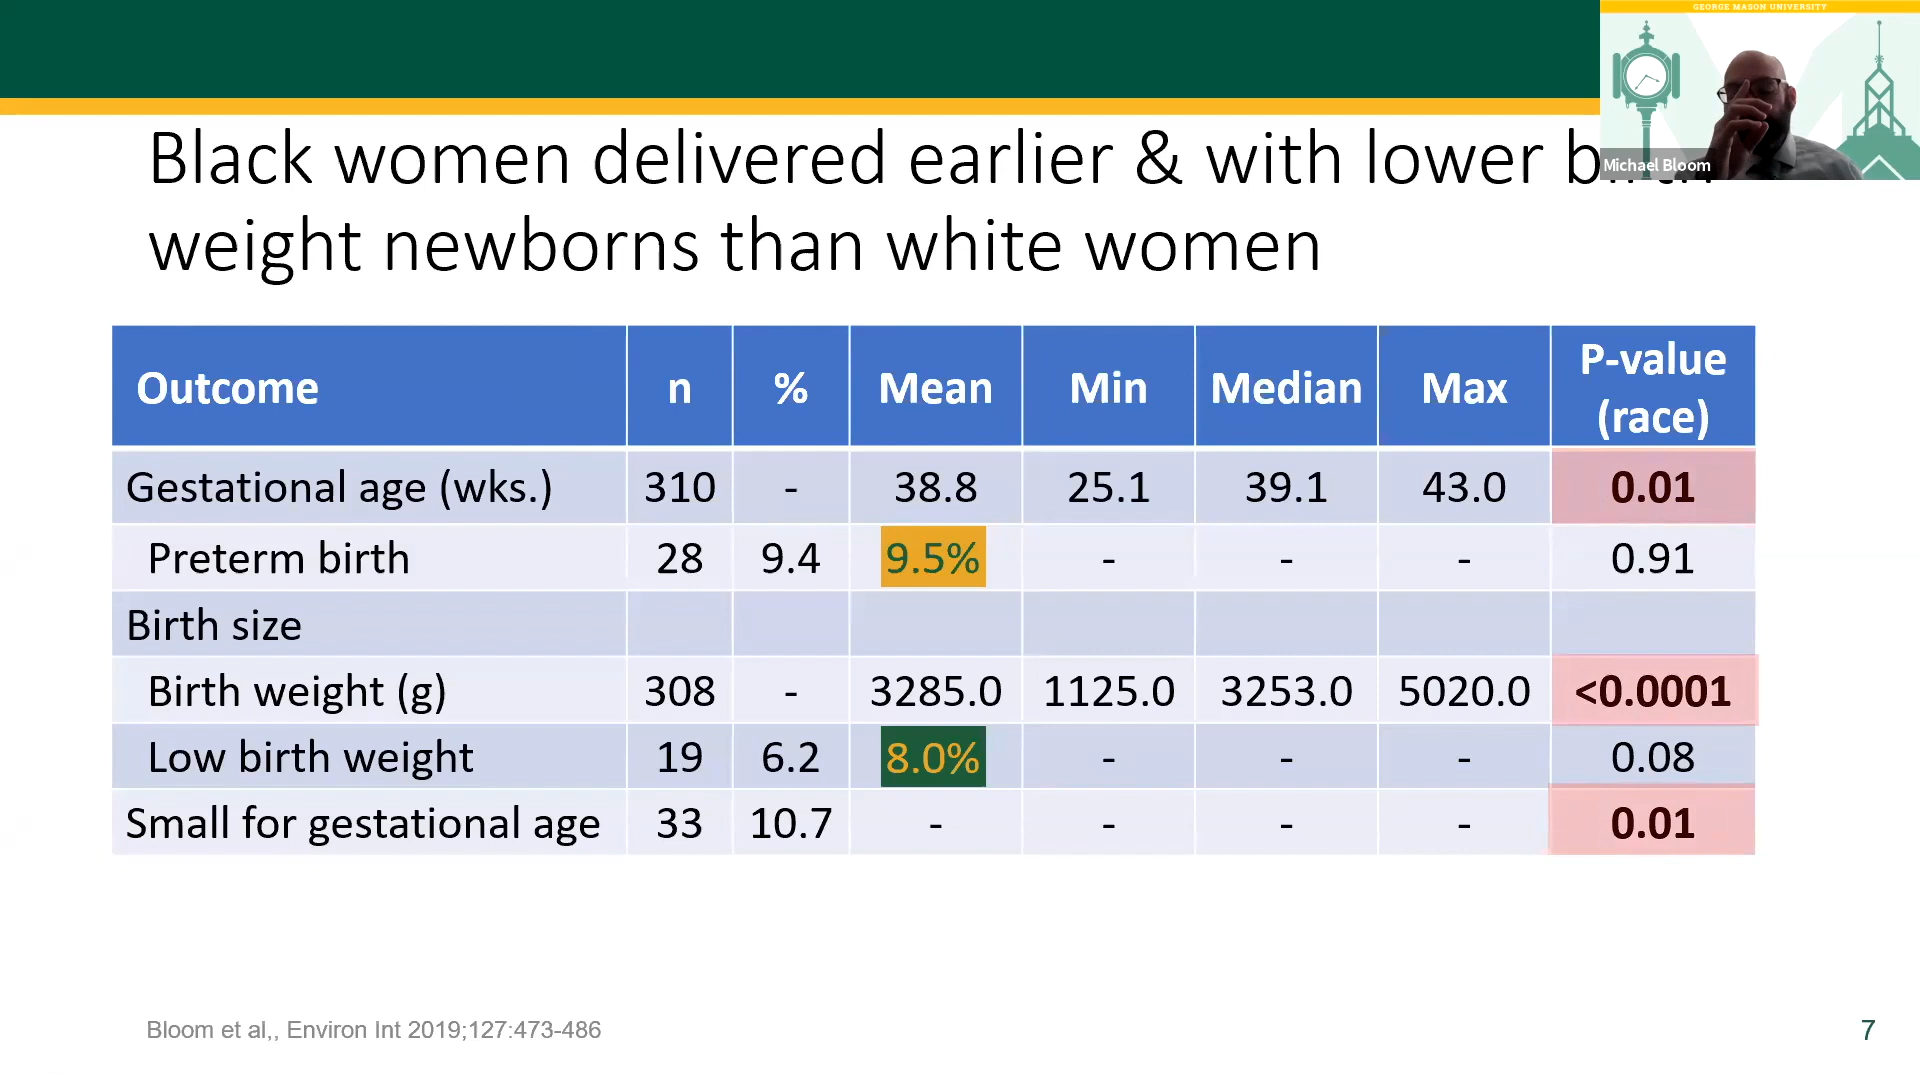 GEORGE MASON UNIVERSITY
Michael Bloom
Black women delivered earlier & with lower birth
weight newborns than white women
Outcome n % Mean Min Median Max P-value (race)
Gestational age (wks.) 310 - 38.8 25.1 39.1 43.0 0.01
Preterm birth 28 9.4 9.5% - - - 0.91
Birth size
Birth weight (g) 308 - 3285.0 1125.0 3253.0 5020.0 <0.0001
Low birth weight 19 6.2 8.0% - - - 0.08
Small for gestational age 33 10.7 - - - - 0.01
Bloom et al,, Environ Int 2019;127:473-486
7